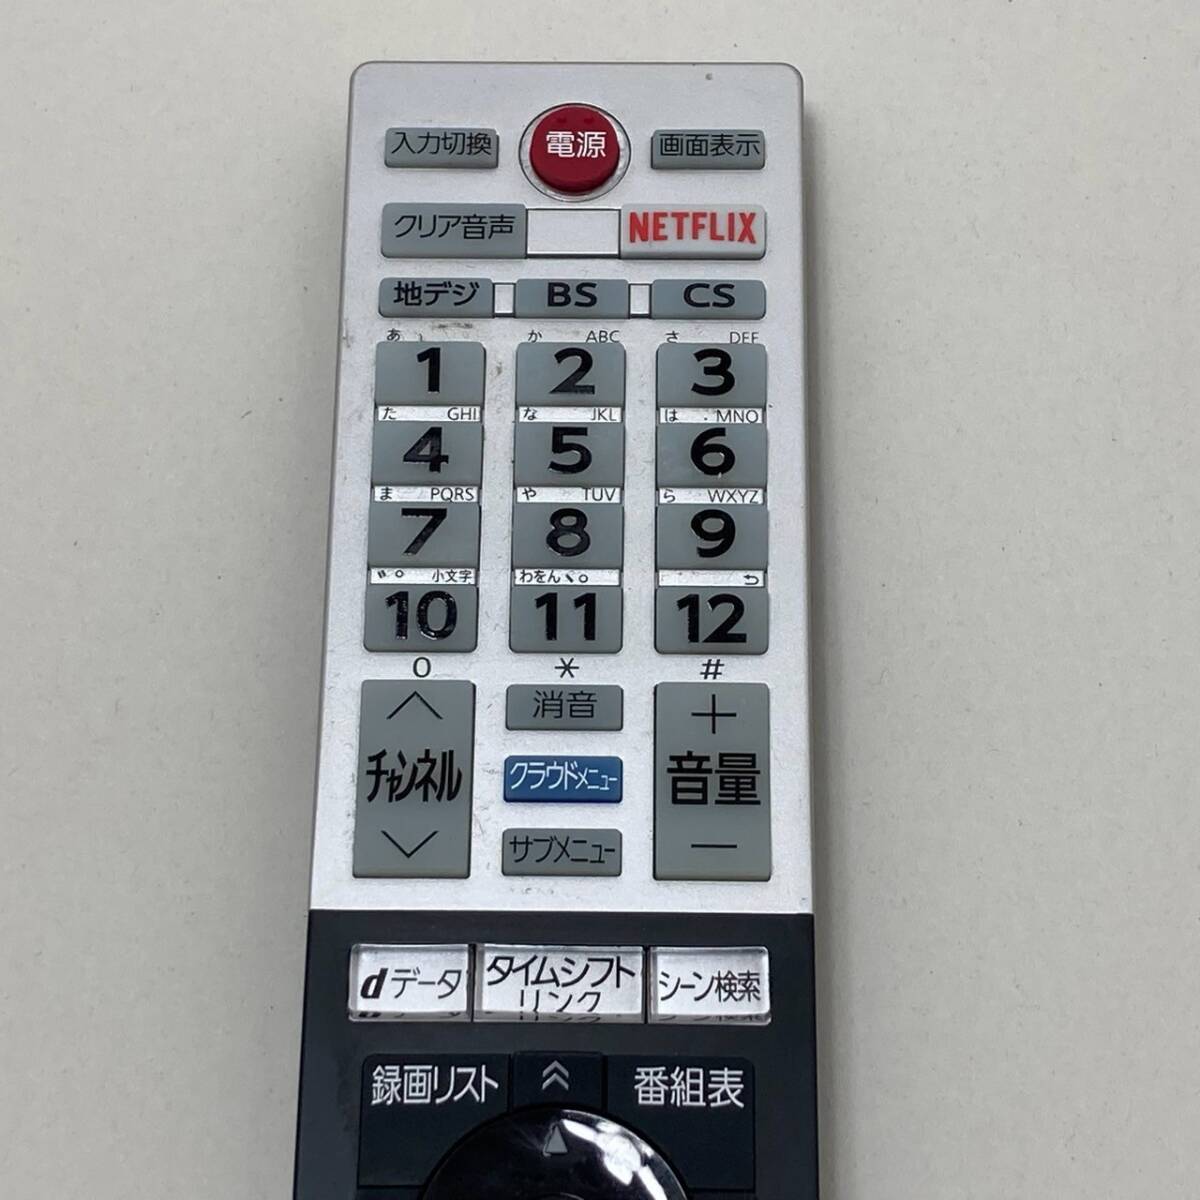 入力切換 電源 画面表示
クリア音声 NETFLIX
地デジ BS CS
あ か ABC さ DEF
1 2 3
た GHI な JKL は MNO
4 5 6
ま PQRS や TUV ら WXYZ
7 8 9
゛゜ 小文字 わをん、。
10 11 12
0 * #
消音
チャンネル クラウドメニュー + 音量 -
サブメニュー
dデータ タイムシフト シーン検索
リンク
録画リスト 番組表